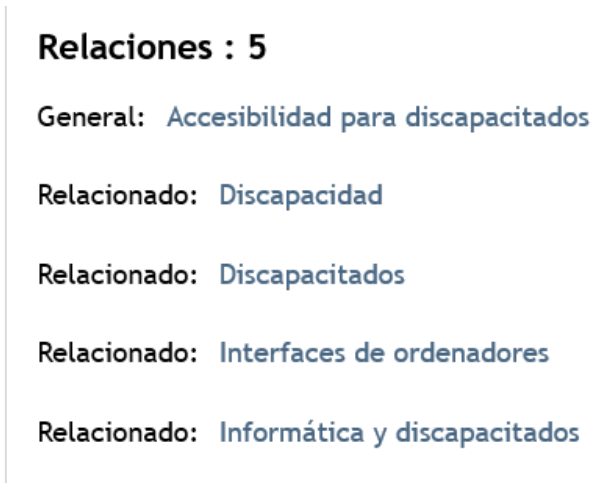 Relaciones : 5
General: Accesibilidad para discapacitados
Relacionado: Discapacidad
Relacionado: Discapacitados
Relacionado: Interfaces de ordenadores
Relacionado: Informática y discapacitados